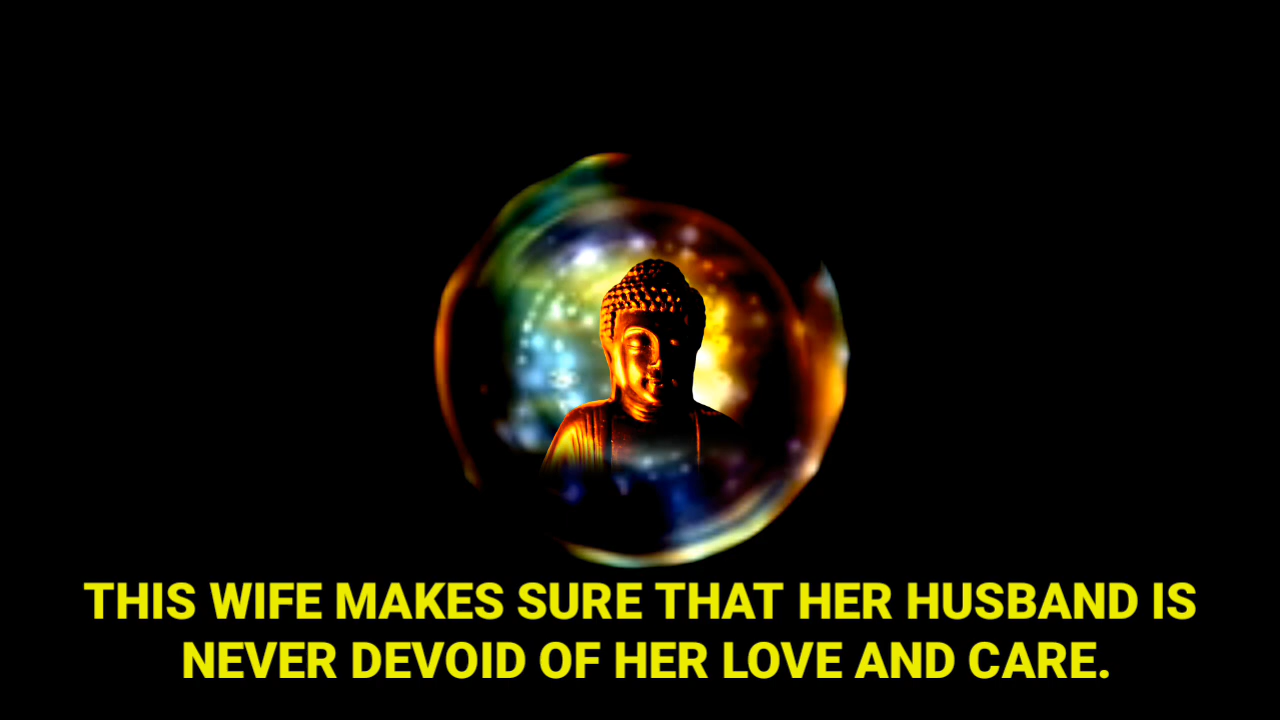 THIS WIFE MAKES SURE THAT HER HUSBAND IS
NEVER DEVOID OF HER LOVE AND CARE.